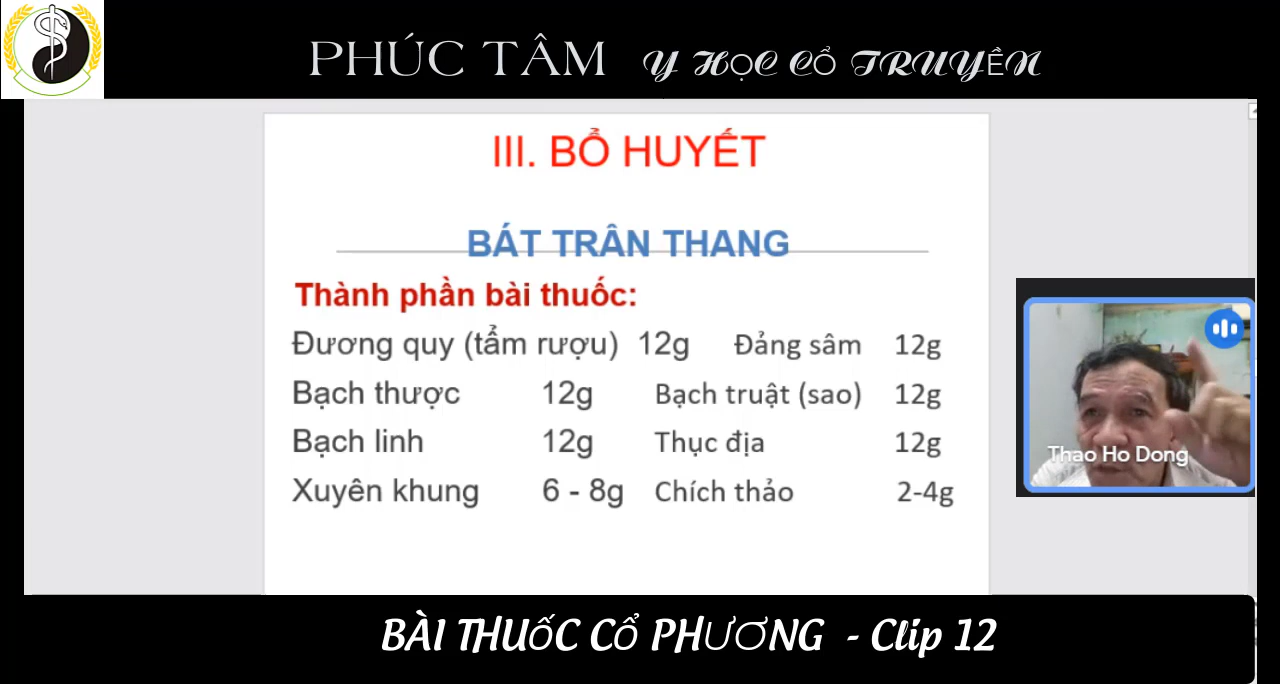 PHÚC TÂM Y HỌC CỔ TRUYỀN
III. BỔ HUYẾT
BÁT TRÂN THANG
Thành phần bài thuốc:
Đương quy (tẩm rượu) 12g Đảng sâm 12g
Bạch thược 12g Bạch truật (sao) 12g
Bạch linh 12g Thục địa 12g
Xuyên khung 6 - 8g Chích thảo 2-4g
Thao Ho Dong
BÀI THUỐC CỔ PHƯƠNG - Clip 12